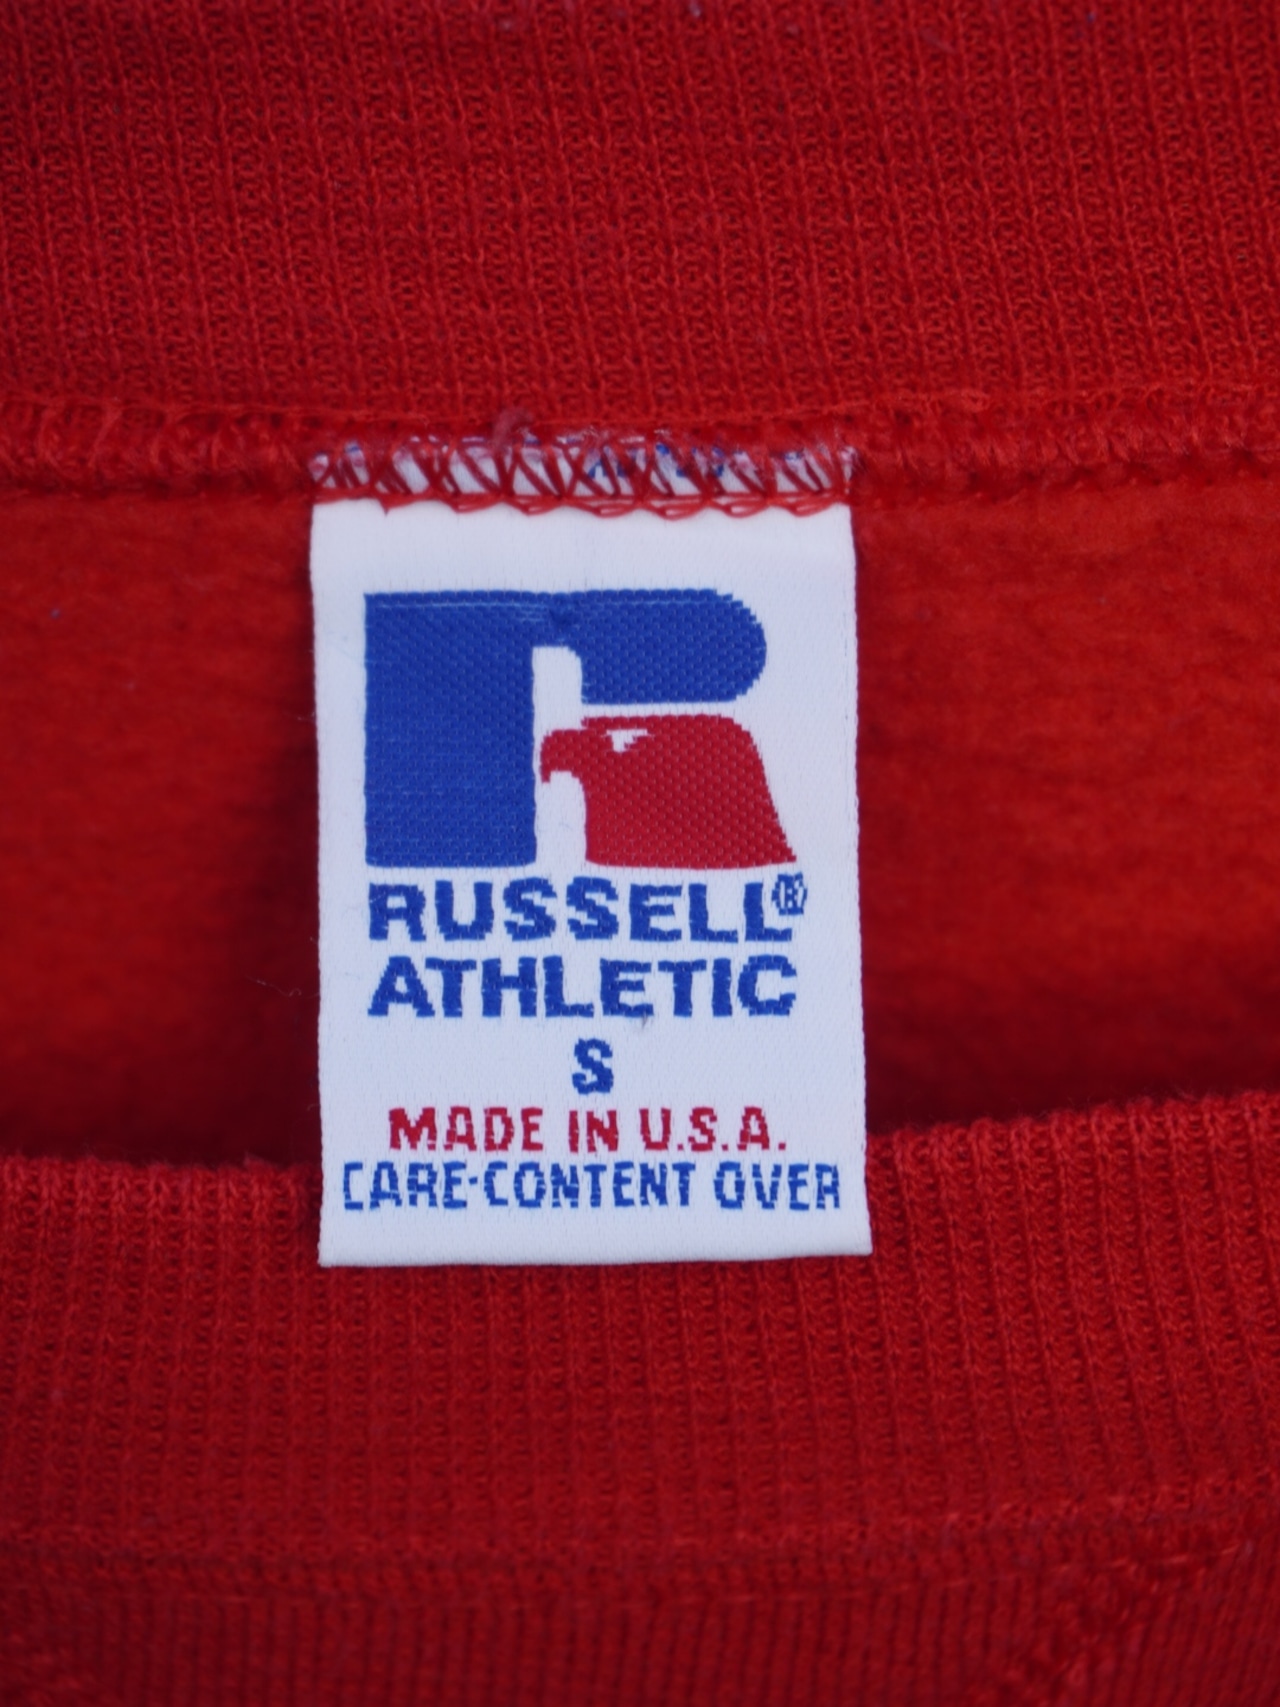 RUSSELL®
ATHLETIC
S
MADE IN U.S.A.
CARE-CONTENT OVER